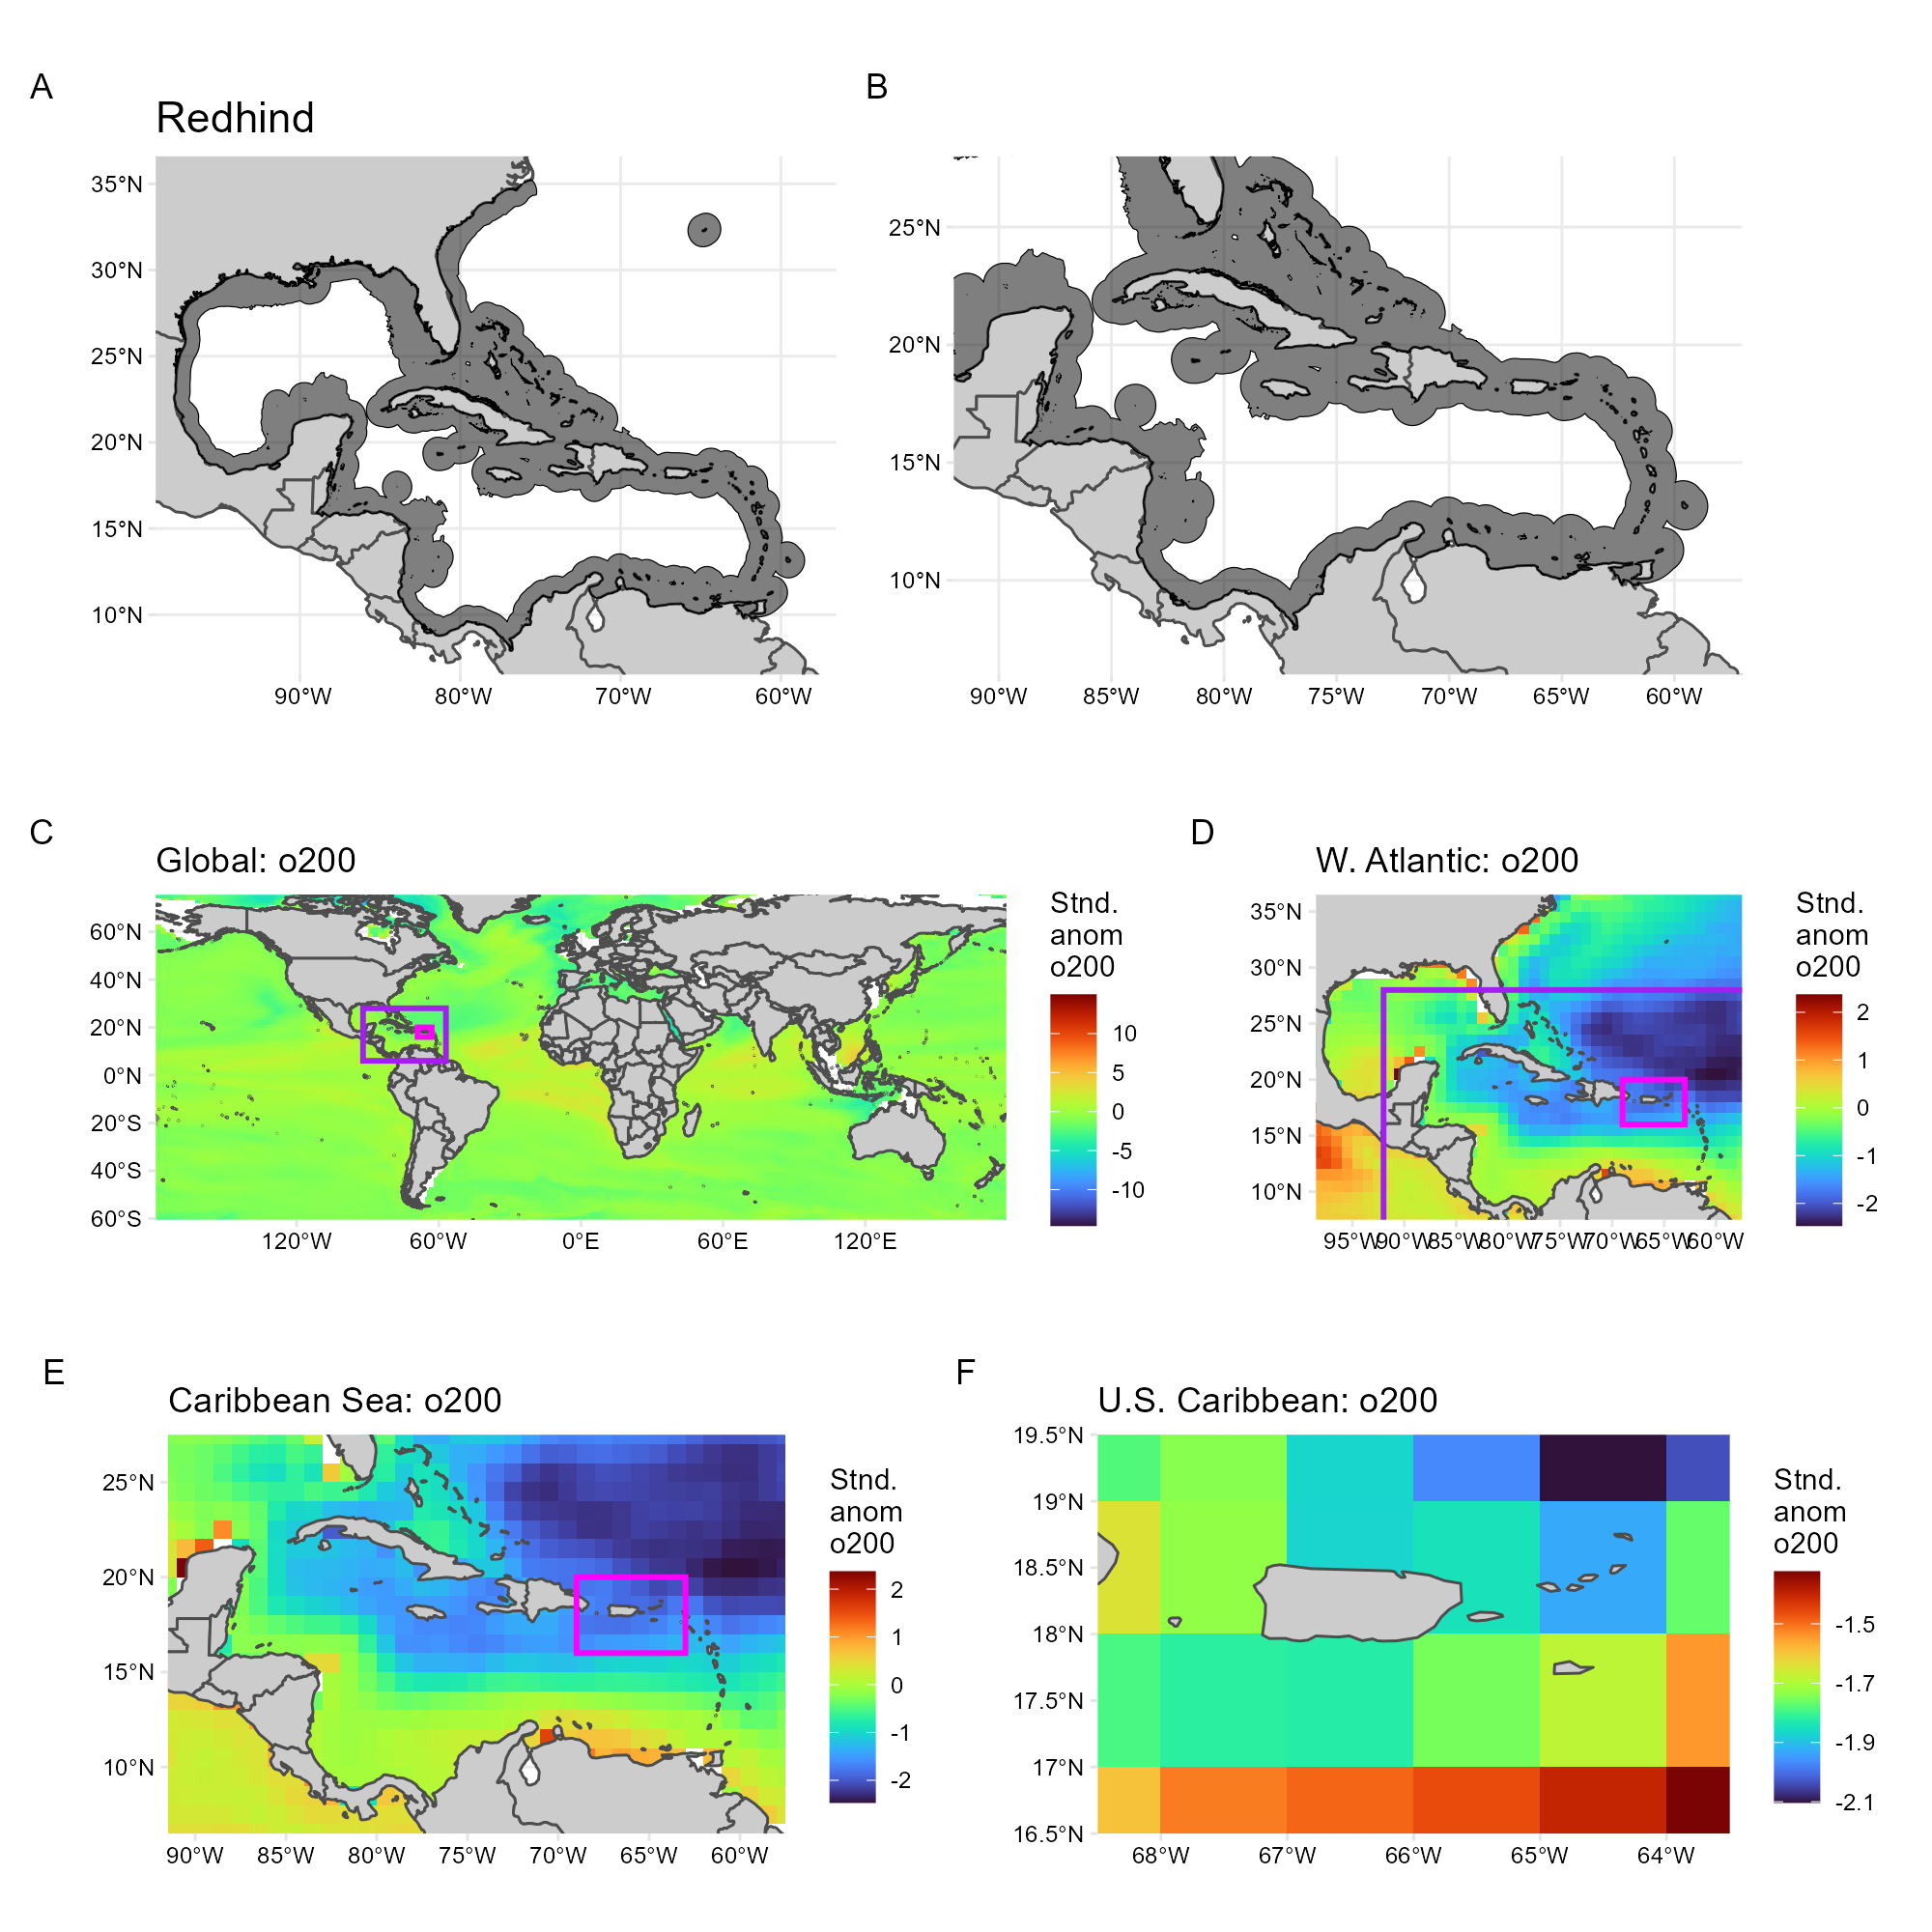 A
B
Redhind
35°N
30°N
25°N
20°N
15°N
10°N
90°W 80°W 70°W 60°W
25°N
20°N
15°N
10°N
90°W 85°W 80°W 75°W 70°W 65°W 60°W
C
Global: o200
60°N
40°N
20°N
0°N
20°S
40°S
60°S
120°W 60°W 0°E 60°E 120°E
Stnd.
anom
o200
10
5
0
-5
-10
D
W. Atlantic: o200
35°N
30°N
25°N
20°N
15°N
10°N
95°W 90°W 85°W 80°W 75°W 70°W 65°W 60°W
Stnd.
anom
o200
2
1
0
-1
-2
E
Caribbean Sea: o200
25°N
20°N
15°N
10°N
90°W 85°W 80°W 75°W 70°W 65°W 60°W
Stnd.
anom
o200
2
1
0
-1
-2
F
U.S. Caribbean: o200
19.5°N
19°N
18.5°N
18°N
17.5°N
17°N
16.5°N
68°W 67°W 66°W 65°W 64°W
Stnd.
anom
o200
-1.5
-1.7
-1.9
-2.1